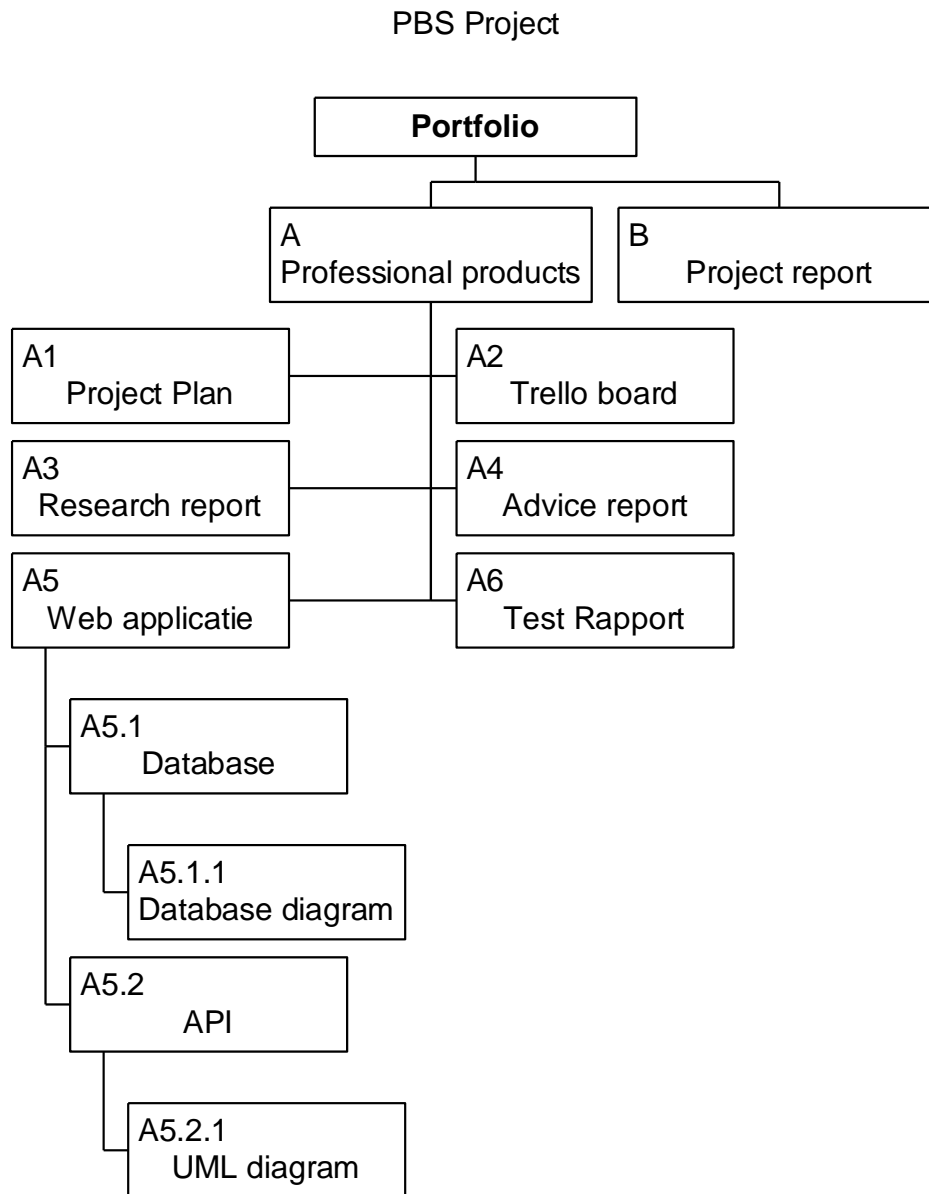 PBS Project
Portfolio
A
Professional products
B
Project report
A1
Project Plan
A2
Trello board
A3
Research report
A4
Advice report
A5
Web applicatie
A6
Test Rapport
A5.1
Database
A5.1.1
Database diagram
A5.2
API
A5.2.1
UML diagram